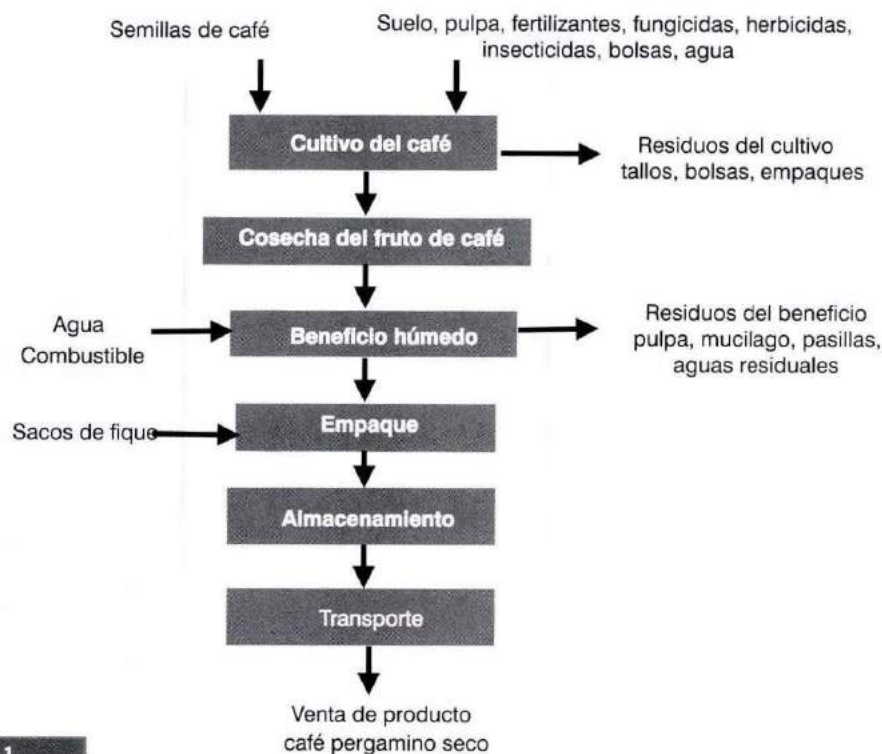 Semillas de café
Suelo, pulpa, fertilizantes, fungicidas, herbicidas,
insecticidas, bolsas, agua
Cultivo del café
Residuos del cultivo
tallos, bolsas, empaques
Cosecha del fruto de café
Agua
Combustible
Beneficio húmedo
Residuos del beneficio
pulpa, mucilago, pasillas,
aguas residuales
Sacos de fique
Empaque
Almacenamiento
Transporte
Venta de producto
café pergamino seco
1